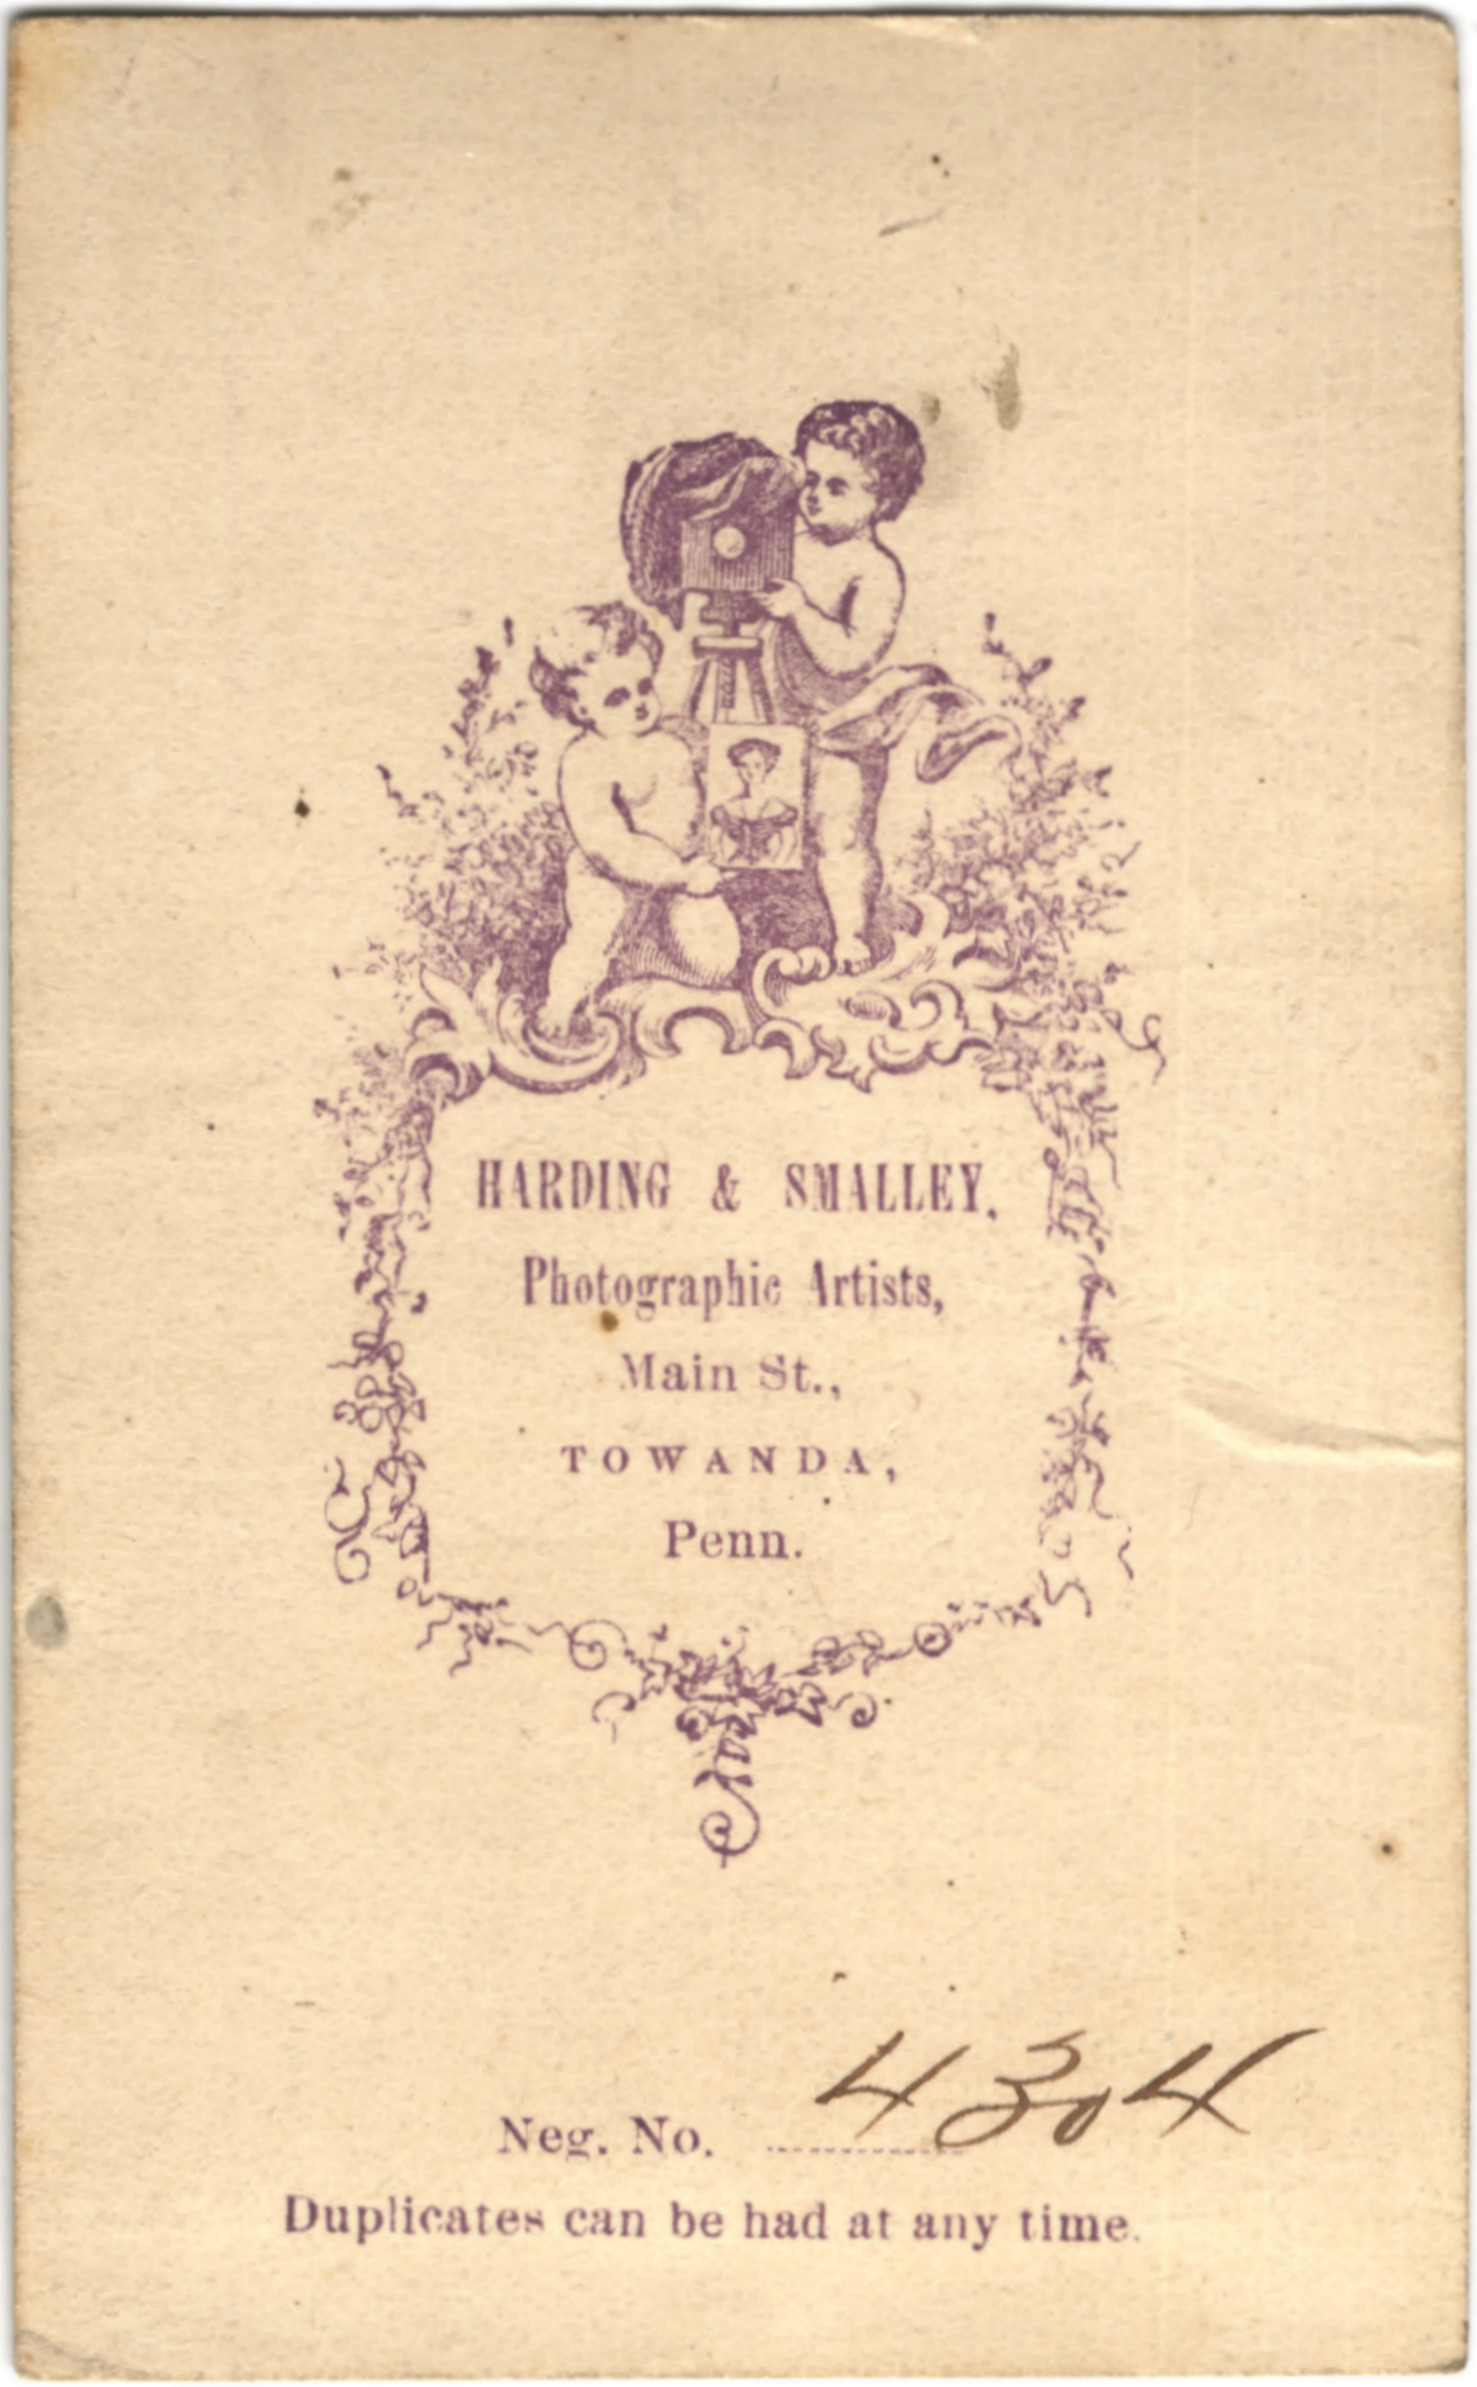 HARDING & SMALLEY,
Photographic Artists,
Main St.,
TOWANDA,
Penn.
Neg. No. 4304
Duplicates can be had at any time.